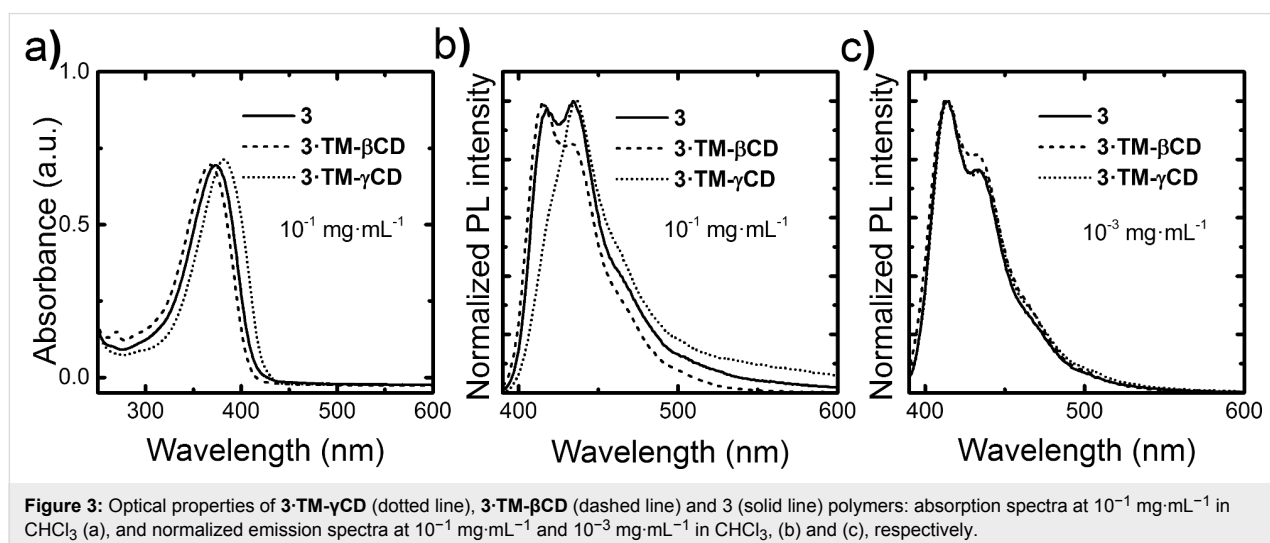 a)
1.0
0.5
0.0
Absorbance (a.u.)
3
3·TM-βCD
3·TM-γCD
10⁻¹ mg·mL⁻¹
300 400 500 600
Wavelength (nm)
b)
Normalized PL intensity
3
3·TM-βCD
3·TM-γCD
10⁻¹ mg·mL⁻¹
400 500 600
Wavelength (nm)
c)
Normalized PL intensity
3
3·TM-βCD
3·TM-γCD
10⁻³ mg·mL⁻¹
400 500 600
Wavelength (nm)
Figure 3: Optical properties of 3·TM-γCD (dotted line), 3·TM-βCD (dashed line) and 3 (solid line) polymers: absorption spectra at 10⁻¹ mg·mL⁻¹ in
CHCl₃ (a), and normalized emission spectra at 10⁻¹ mg·mL⁻¹ and 10⁻³ mg·mL⁻¹ in CHCl₃, (b) and (c), respectively.